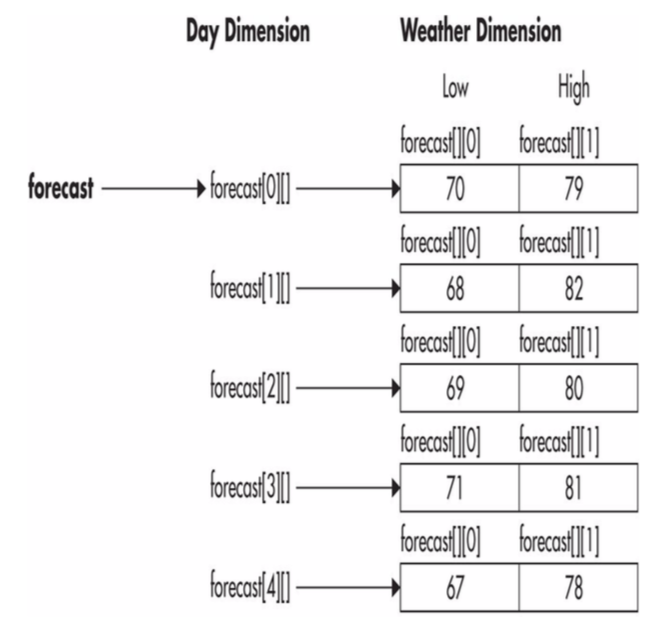 Day Dimension Weather Dimension
Low High
forecast[][0] forecast[][1]
forecast forecast[0][] 70 79
forecast[][0] forecast[][1]
forecast[1][] 68 82
forecast[][0] forecast[][1]
forecast[2][] 69 80
forecast[][0] forecast[][1]
forecast[3][] 71 81
forecast[][0] forecast[][1]
forecast[4][] 67 78